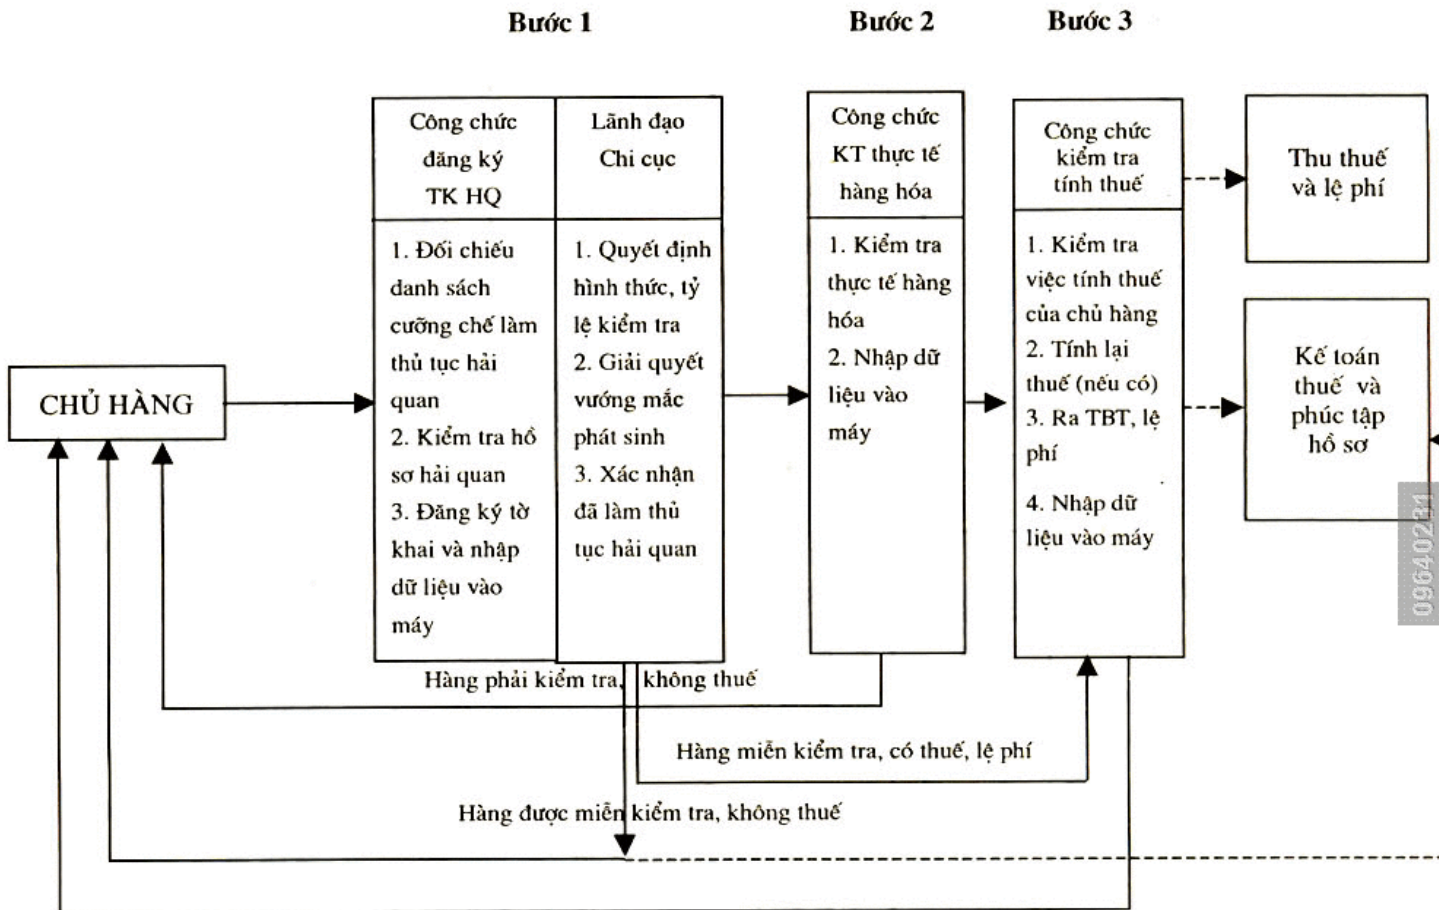 Bước 1
Bước 2
Bước 3
CHỦ HÀNG
Công chức
đăng ký
TK HQ
1. Đối chiếu
danh sách
cưỡng chế làm
thủ tục hải
quan
2. Kiểm tra hồ
sơ hải quan
3. Đăng ký tờ
khai và nhập
dữ liệu vào
máy
Lãnh đạo
Chi cục
1. Quyết định
hình thức, tỷ
lệ kiểm tra
2. Giải quyết
vướng mắc
phát sinh
3. Xác nhận
đã làm thủ
tục hải quan
Công chức
KT thực tế
hàng hóa
1. Kiểm tra
thực tế hàng
hóa
2. Nhập dữ
liệu vào
máy
Công chức
kiểm tra
tính thuế
1. Kiểm tra
việc tính thuế
của chủ hàng
2. Tính lại
thuế (nếu có)
3. Ra TBT, lệ
phí
4. Nhập dữ
liệu vào máy
Thu thuế
và lệ phí
Kế toán
thuế và
phúc tập
hồ sơ
Hàng phải kiểm tra, không thuế
Hàng miễn kiểm tra, có thuế, lệ phí
Hàng được miễn kiểm tra, không thuế